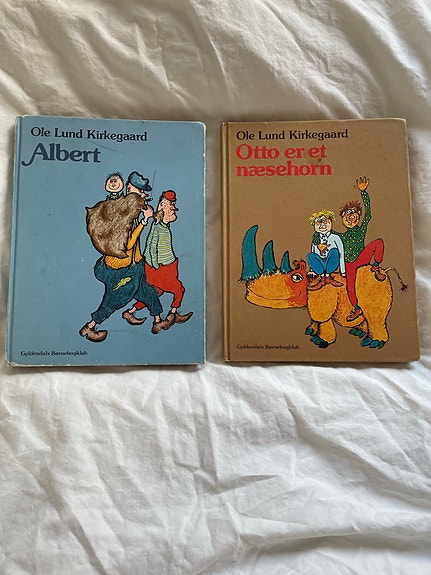 Ole Lund Kirkegaard
Albert
Gyldendals Børnebogklub
Ole Lund Kirkegaard
Otto er et
næsehorn
Gyldendals Børnebogklub